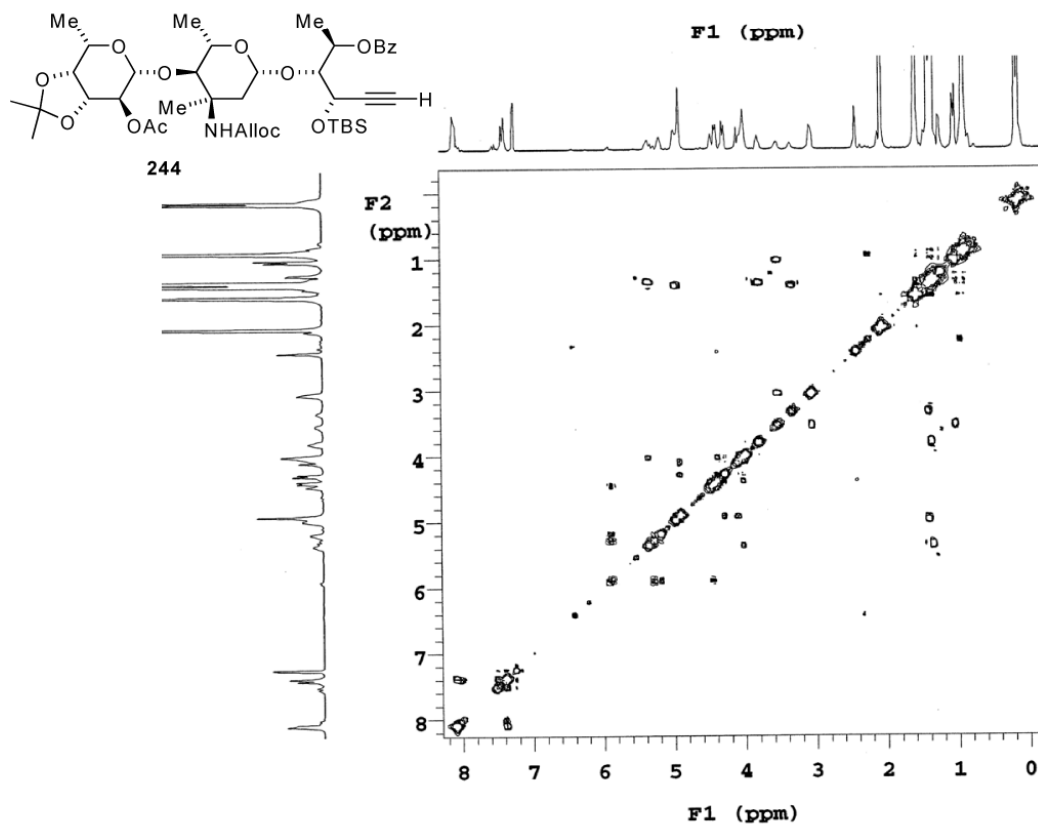 F1 (ppm)
Me
Me
Me
OBz
O
O
O
O
O
O
H
O
Me
OAc
NHAlloc
OTBS
244
F2
(ppm)
1
2
3
4
5
6
7
8
8 7 6 5 4 3 2 1 0
F1 (ppm)